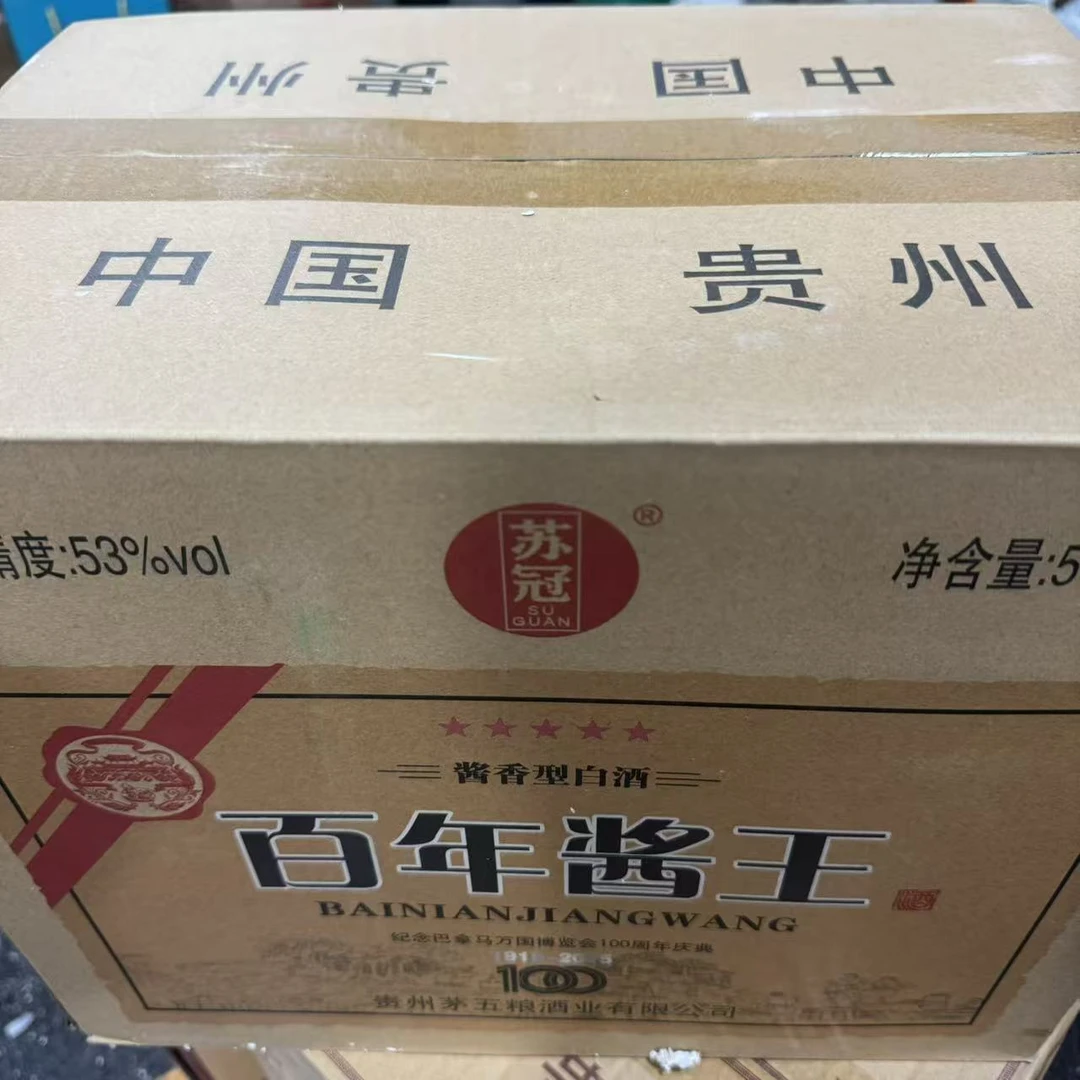 中国 贵州
中国 贵州
精度:53%vol
苏冠
SU
GUAN
®
净含量:5
酱香型白酒
百年酱王
BAINIANJIANGWANG
纪念巴拿马万国博览会100周年庆典
100
贵州茅五粮酒业有限公司